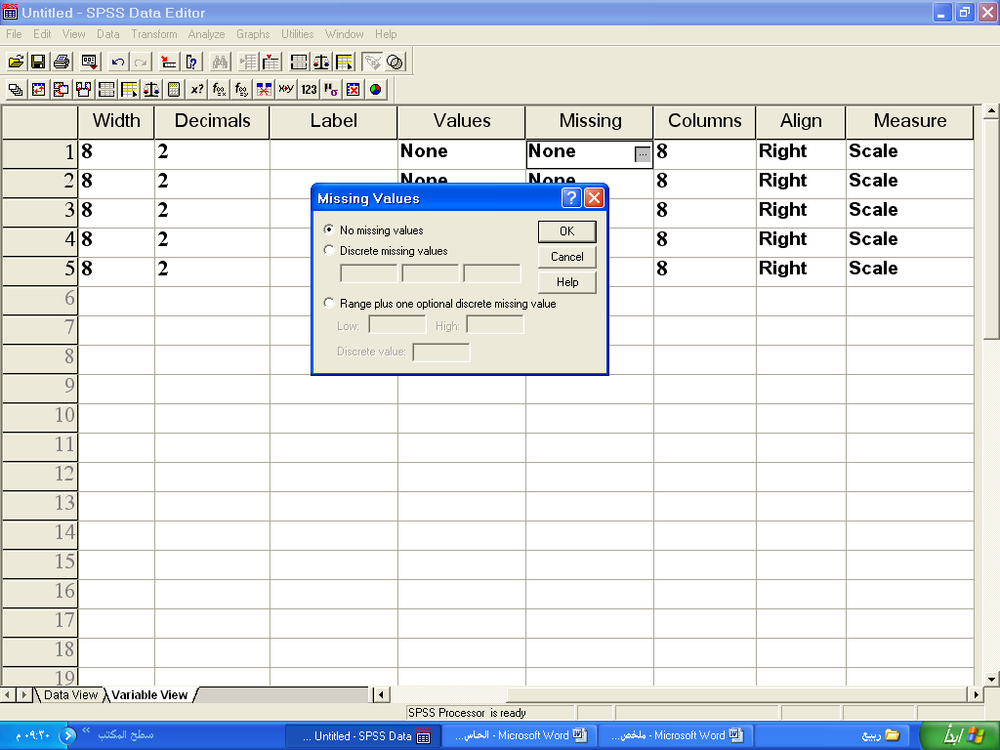 Untitled - SPSS Data Editor
File Edit View Data Transform Analyze Graphs Utilities Window Help
Width Decimals Label Values Missing Columns Align Measure
1 8 2 None None ... 8 Right Scale
2 8 2 None None 8 Right Scale
3 8 2 8 Right Scale
4 8 2 8 Right Scale
5 8 2 8 Right Scale
6
7
8
9
10
11
12
13
14
15
16
17
18
19
Missing Values
No missing values
OK
Discrete missing values
Cancel
Help
Range plus one optional discrete missing value
Low: High:
Discrete value:
Data View Variable View
SPSS Processor is ready
٠٩:٣٠ م
سطح المكتب
... Untitled - SPSS Data
...الحاس - Microsoft Word
...ملخص - Microsoft Word
ربيع
ابدأ